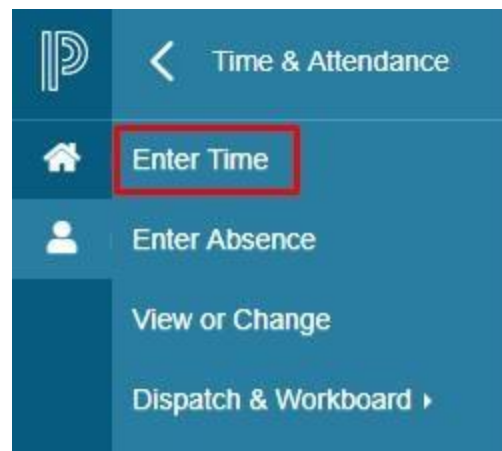 Time & Attendance
Enter Time
Enter Absence
View or Change
Dispatch & Workboard